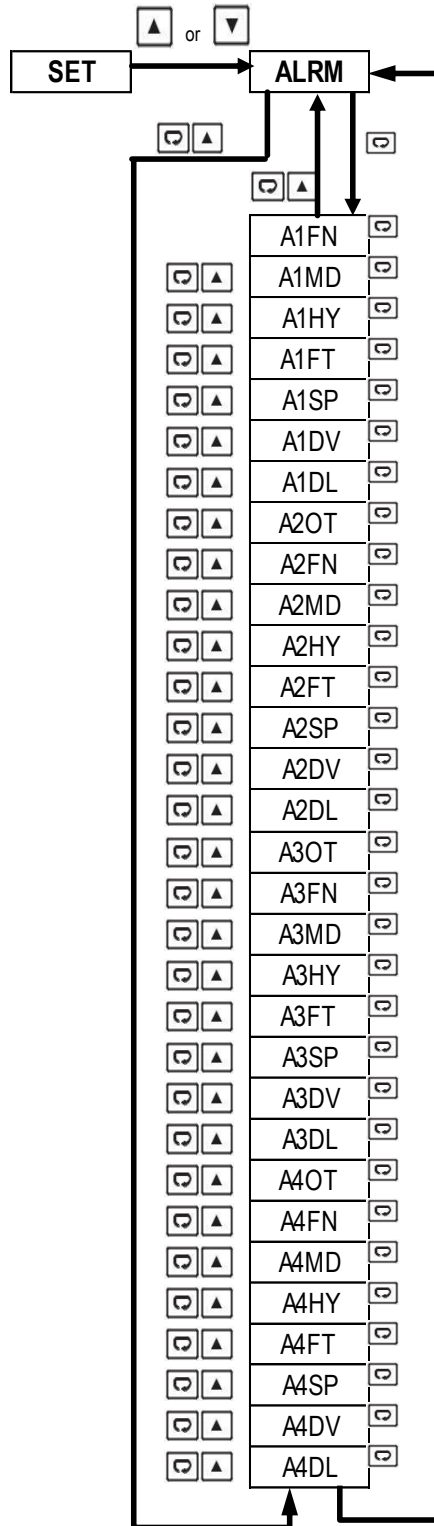 or
SET
ALRM
A1FN
A1MD
A1HY
A1FT
A1SP
A1DV
A1DL
A2OT
A2FN
A2MD
A2HY
A2FT
A2SP
A2DV
A2DL
A3OT
A3FN
A3MD
A3HY
A3FT
A3SP
A3DV
A3DL
A4OT
A4FN
A4MD
A4HY
A4FT
A4SP
A4DV
A4DL